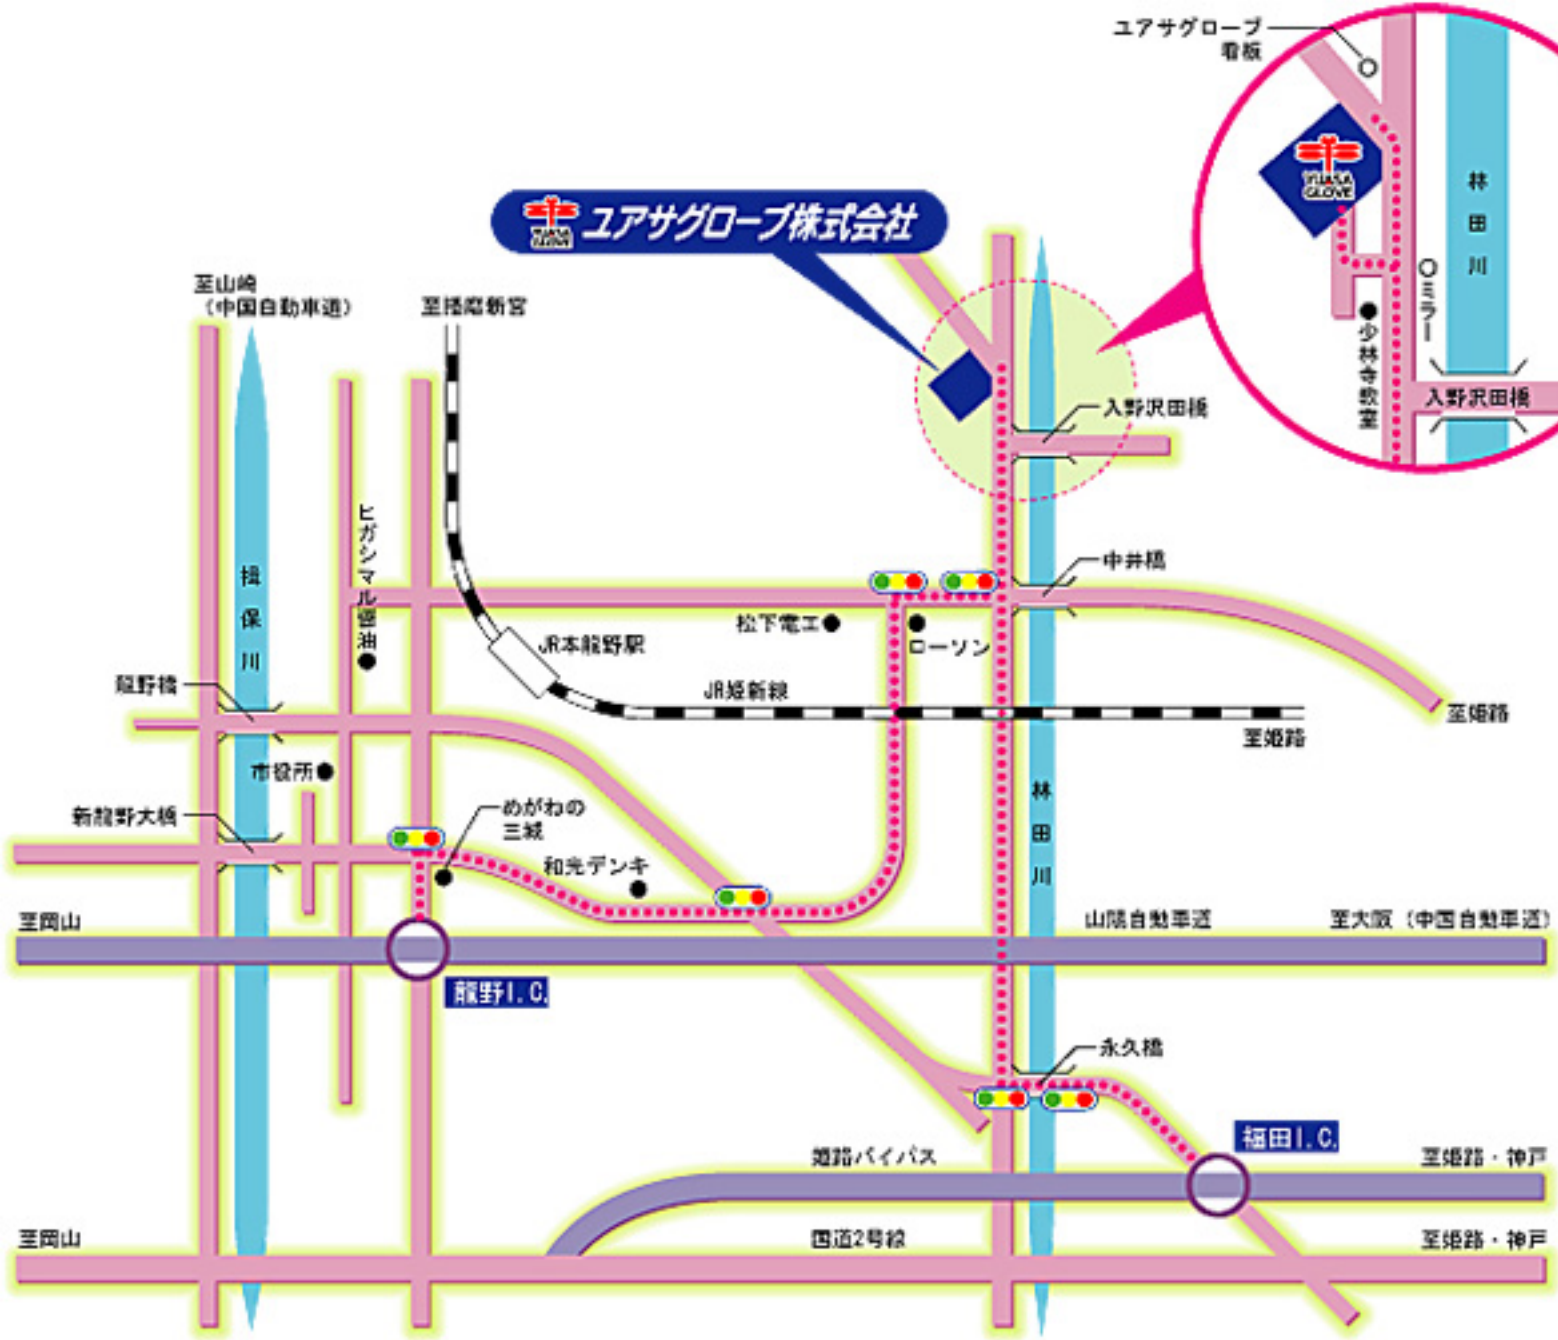 ユアサグローブ
看板
YUASA
GLOVE
林田川
ミラー
少林寺教室
入野沢田橋
YUASA
GLOVE
ユアサグローブ株式会社
至山崎
（中国自動車道）
至播磨新宮
入野沢田橋
ヒガシマル醤油
中井橋
揖保川
松下電工
ローソン
JR本龍野駅
龍野橋
JR姫新線
至姫路
至姫路
市役所
新龍野大橋
めがねの
三城
林田川
和光デンキ
至岡山
山陽自動車道
至大阪（中国自動車道）
龍野I.C.
永久橋
福田I.C.
姫路バイパス
至姫路・神戸
至岡山
国道2号線
至姫路・神戸